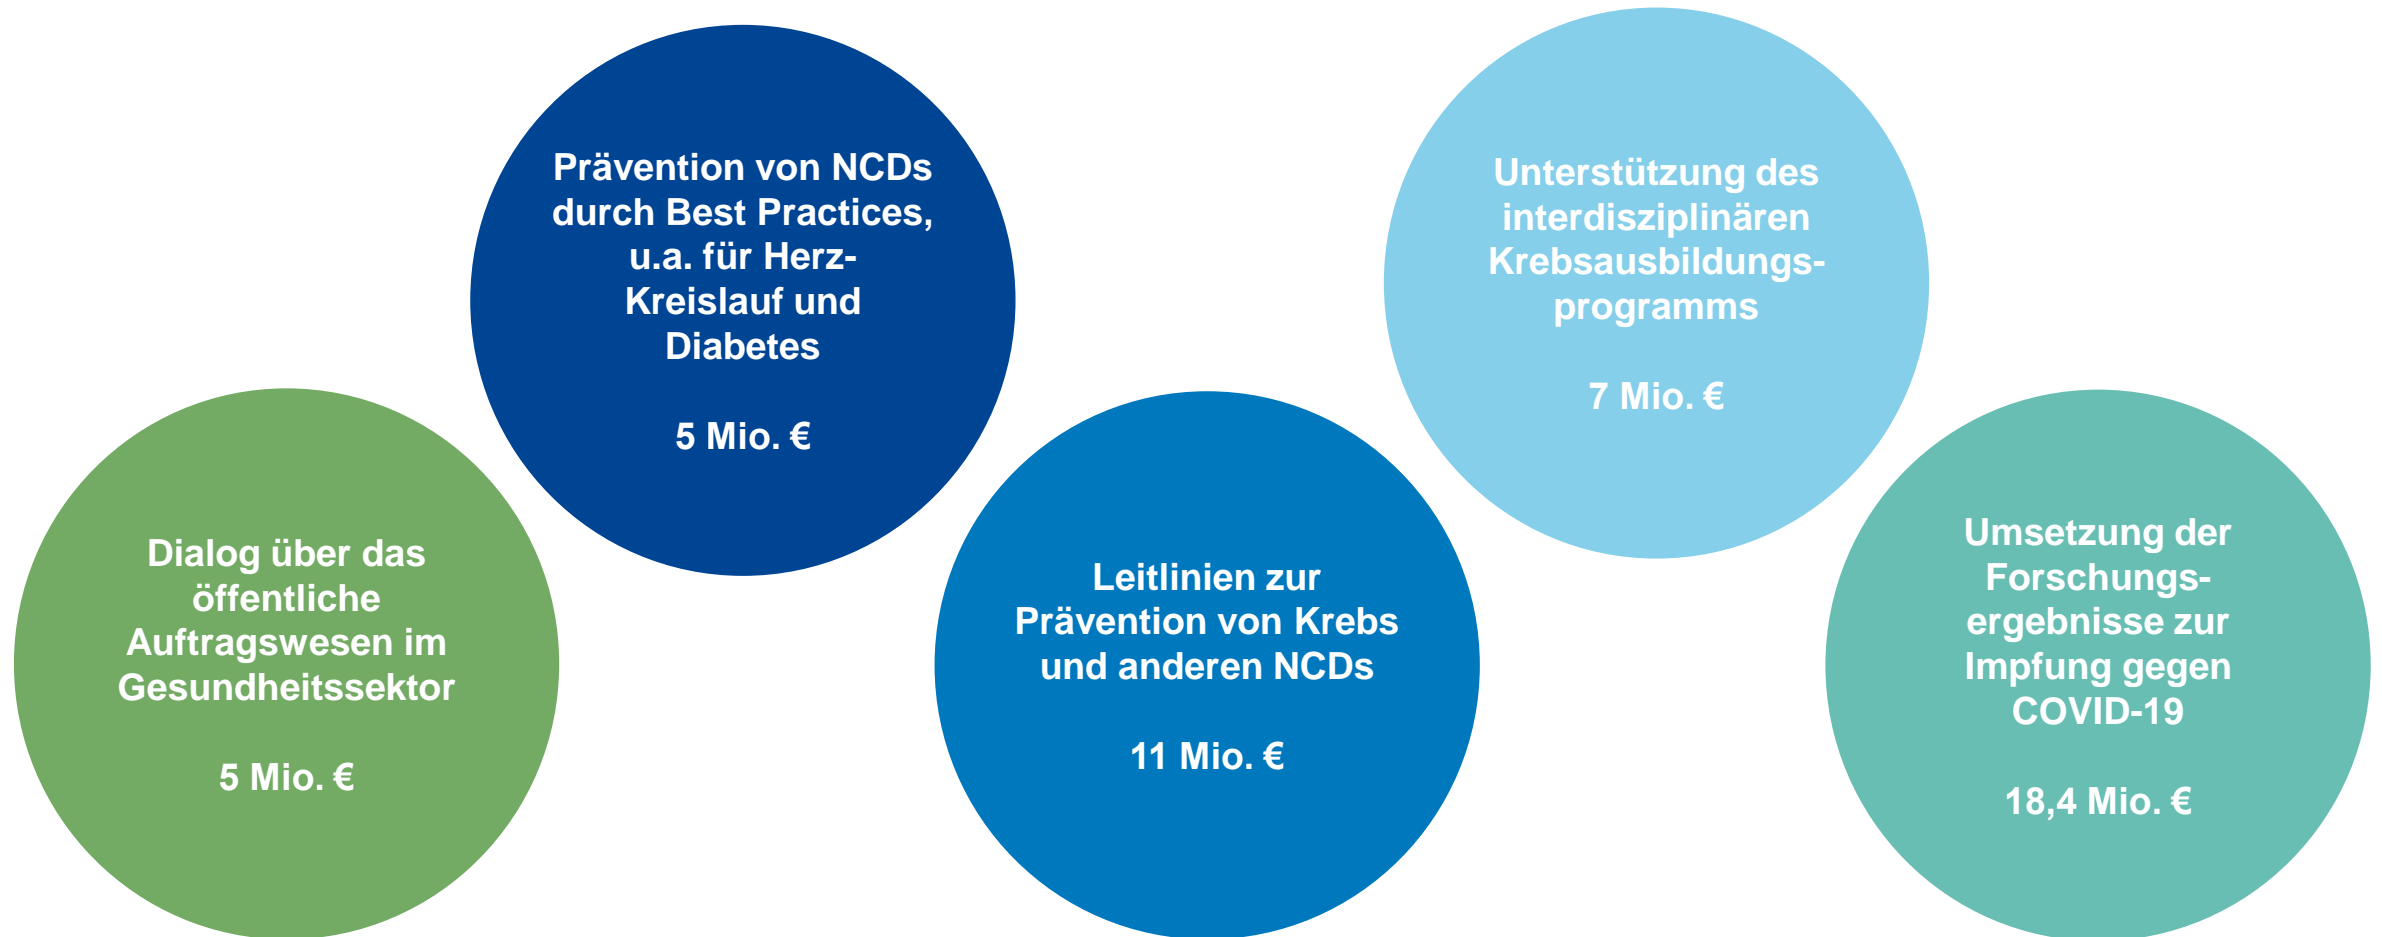 Dialog über das
öffentliche
Auftragswesen im
Gesundheitssektor
5 Mio. €
Prävention von NCDs
durch Best Practices,
u.a. für Herz-
Kreislauf und
Diabetes
5 Mio. €
Leitlinien zur
Prävention von Krebs
und anderen NCDs
11 Mio. €
Unterstützung des
interdisziplinären
Krebsausbildungs-
programms
7 Mio. €
Umsetzung der
Forschungs-
ergebnisse zur
Impfung gegen
COVID-19
18,4 Mio. €